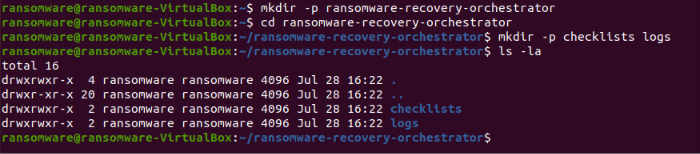 ransomware@ransomware-VirtualBox:~$ mkdir -p ransomware-recovery-orchestrator
ransomware@ransomware-VirtualBox:~$ cd ransomware-recovery-orchestrator
ransomware@ransomware-VirtualBox:~/ransomware-recovery-orchestrator$ mkdir -p checklists logs
ransomware@ransomware-VirtualBox:~/ransomware-recovery-orchestrator$ ls -la
total 16
drwxrwxr-x  4 ransomware ransomware 4096 Jul 28 16:22 .
drwxr-xr-x 20 ransomware ransomware 4096 Jul 28 16:22 ..
drwxrwxr-x  2 ransomware ransomware 4096 Jul 28 16:22 checklists
drwxrwxr-x  2 ransomware ransomware 4096 Jul 28 16:22 logs
ransomware@ransomware-VirtualBox:~/ransomware-recovery-orchestrator$